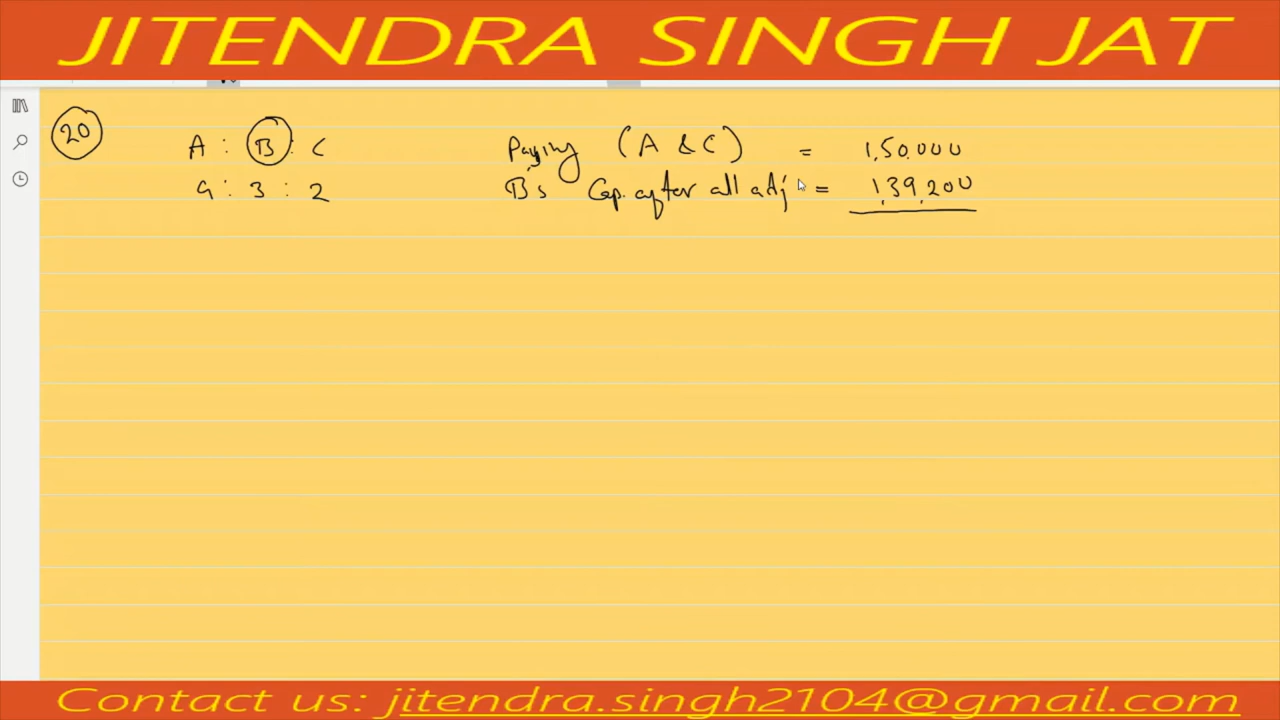 JITENDRA SINGH JAT
20
A : B : C
4 : 3 : 2
Paying (A & C) = 1,50,000
B's Cap. after all adj = 1,39,200
Contact us: jitendra.singh2104@gmail.com